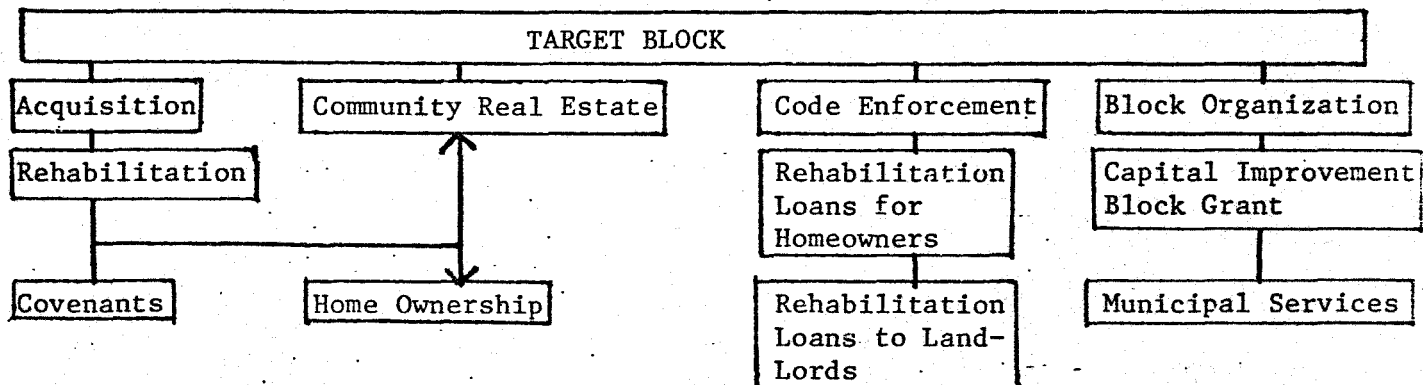 TARGET BLOCK
Acquisition
Community Real Estate
Code Enforcement
Block Organization
Rehabilitation
Rehabilitation
Loans for
Homeowners
Capital Improvement
Block Grant
Covenants
Home Ownership
Rehabilitation
Loans to Land-
Lords
Municipal Services